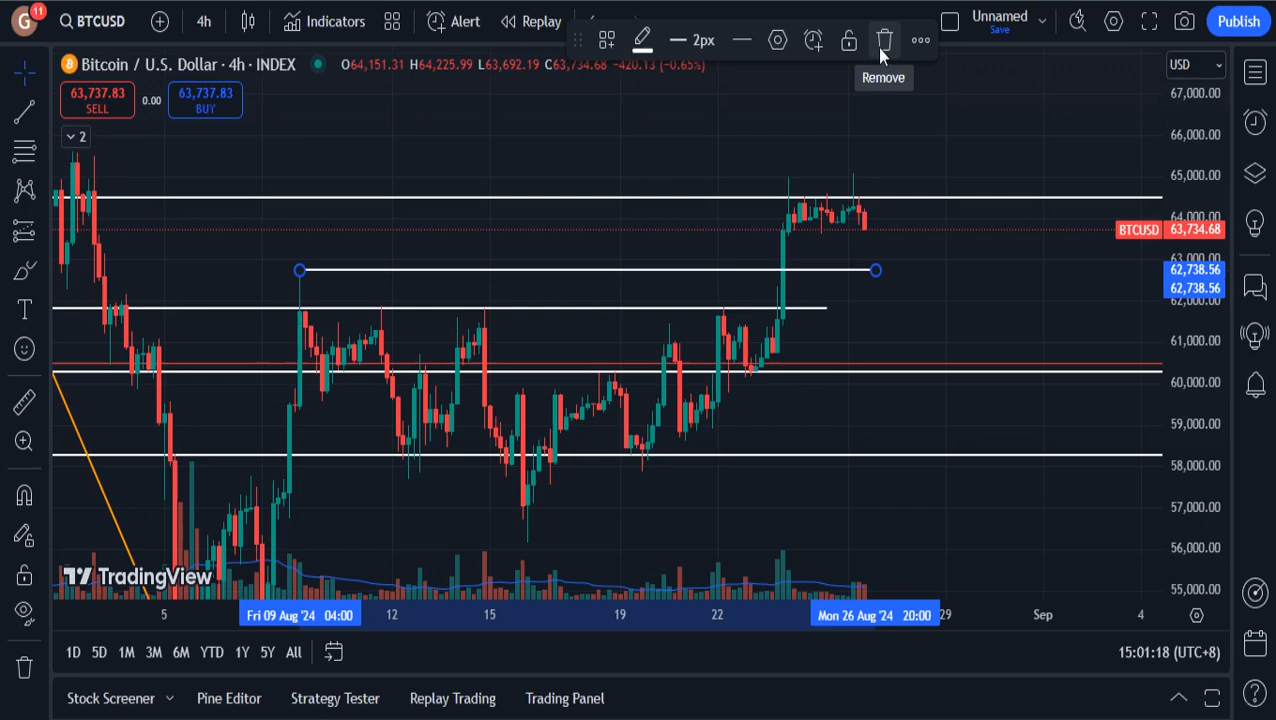 G
11
BTCUSD
4h
Indicators
Alert
Replay
Unnamed
Save
Publish
2px
Remove
Bitcoin / U.S. Dollar · 4h · INDEX
O64,151.31 H64,225.99 L63,692.19 C63,734.68 −420.13 (−0.65%)
USD
63,737.83
SELL
0.00
63,737.83
BUY
2
67,000.00
66,000.00
65,000.00
64,000.00
BTCUSD 63,734.68
63,000.00
62,738.56
62,738.56
62,000.00
61,000.00
60,000.00
59,000.00
58,000.00
57,000.00
56,000.00
55,000.00
TradingView
5
Fri 09 Aug '24 04:00
12
15
19
22
Mon 26 Aug '24 20:00
29
Sep
4
1D 5D 1M 3M 6M YTD 1Y 5Y All
15:01:18 (UTC+8)
Stock Screener
Pine Editor
Strategy Tester
Replay Trading
Trading Panel